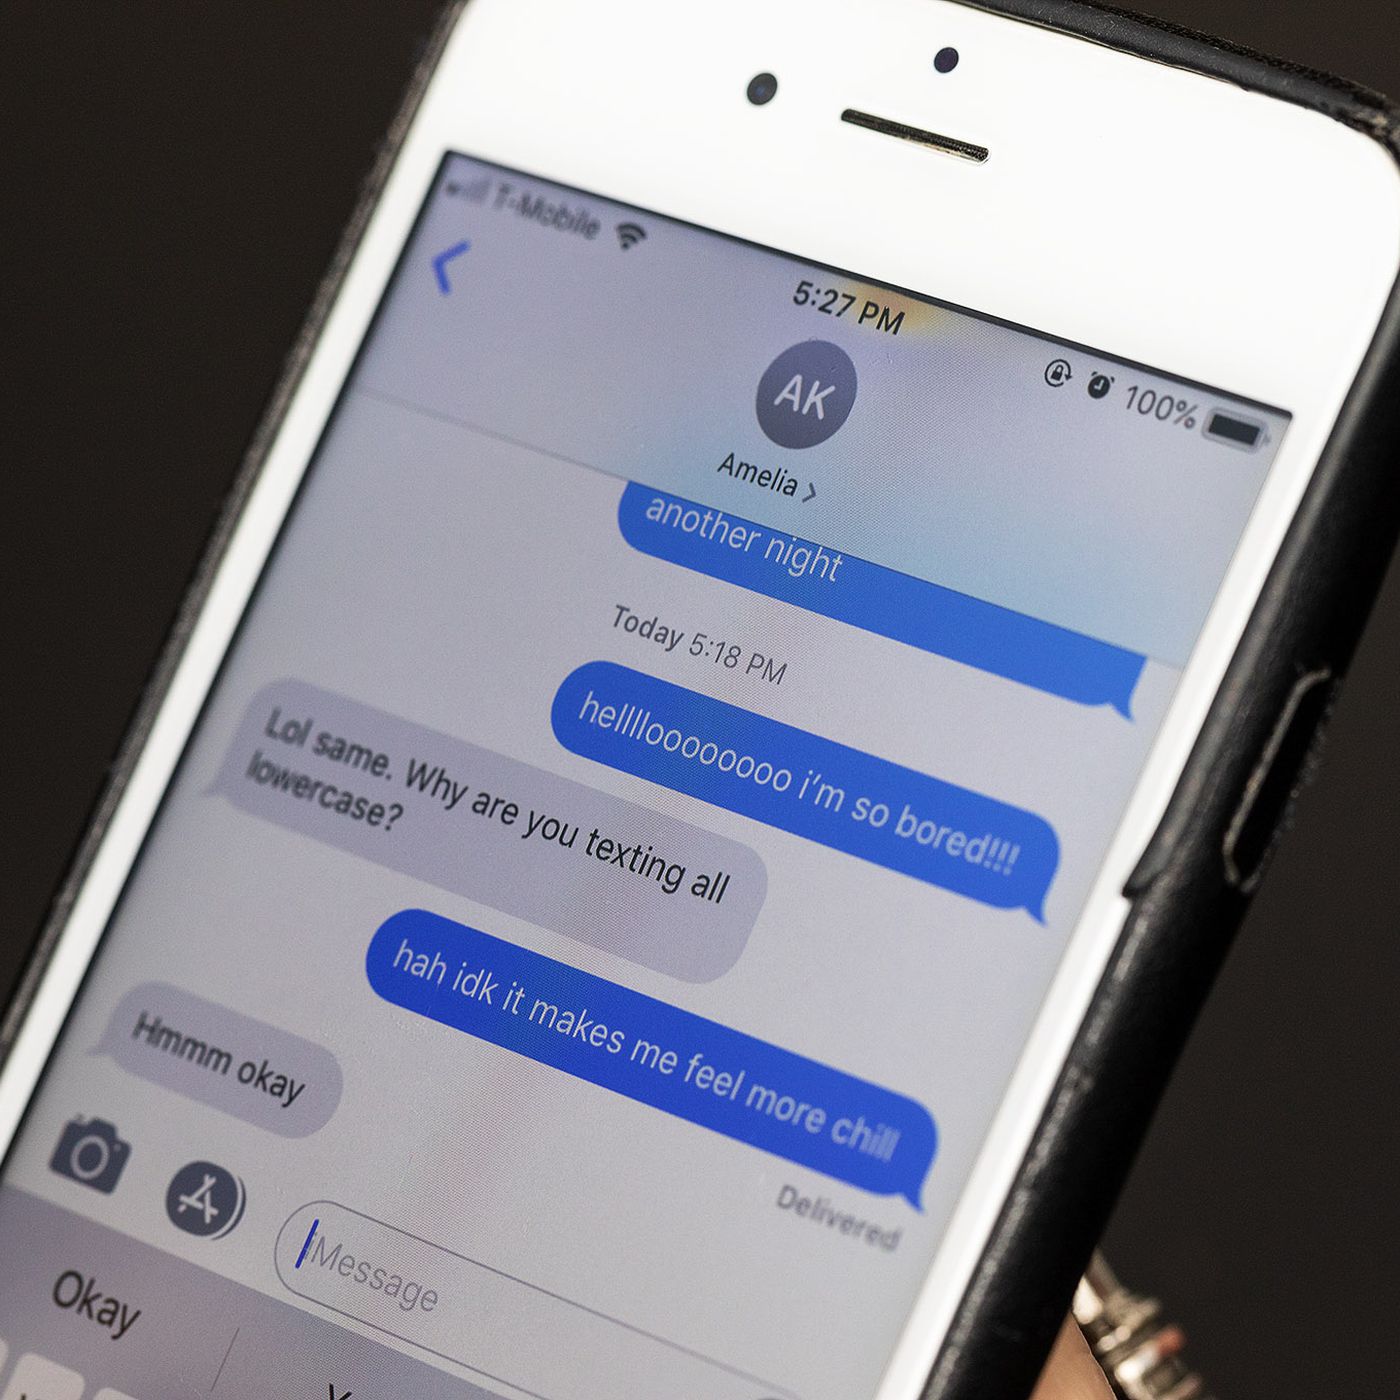 T-Mobile
5:27 PM
100%
AK
Amelia
another night
Today 5:18 PM
helllloooooooo i'm so bored!!!
Lol same. Why are you texting all
lowercase?
hah idk it makes me feel more chill
Delivered
Hmmm okay
iMessage
Okay